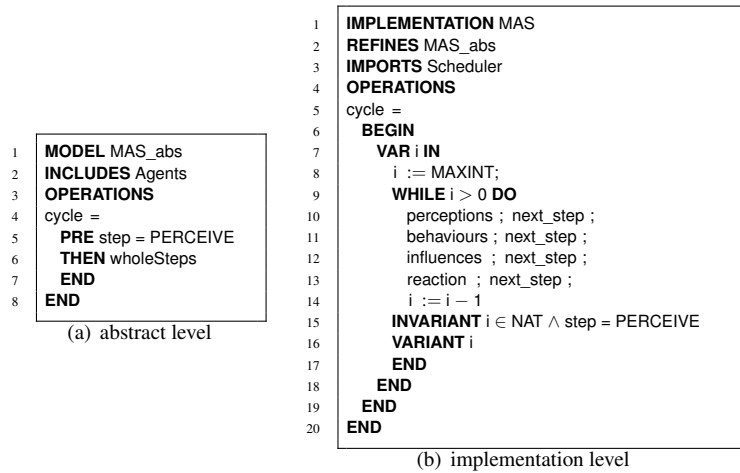 1 MODEL MAS_abs
2 INCLUDES Agents
3 OPERATIONS
4 cycle =
5 PRE step = PERCEIVE
6 THEN wholeSteps
7 END
8 END
(a) abstract level
1 IMPLEMENTATION MAS
2 REFINES MAS_abs
3 IMPORTS Scheduler
4 OPERATIONS
5 cycle =
6 BEGIN
7 VAR i IN
8 i := MAXINT;
9 WHILE i > 0 DO
10 perceptions ; next_step ;
11 behaviours ; next_step ;
12 influences ; next_step ;
13 reaction ; next_step ;
14 i := i − 1
15 INVARIANT i ∈ NAT ∧ step = PERCEIVE
16 VARIANT i
17 END
18 END
19 END
20 END
(b) implementation level